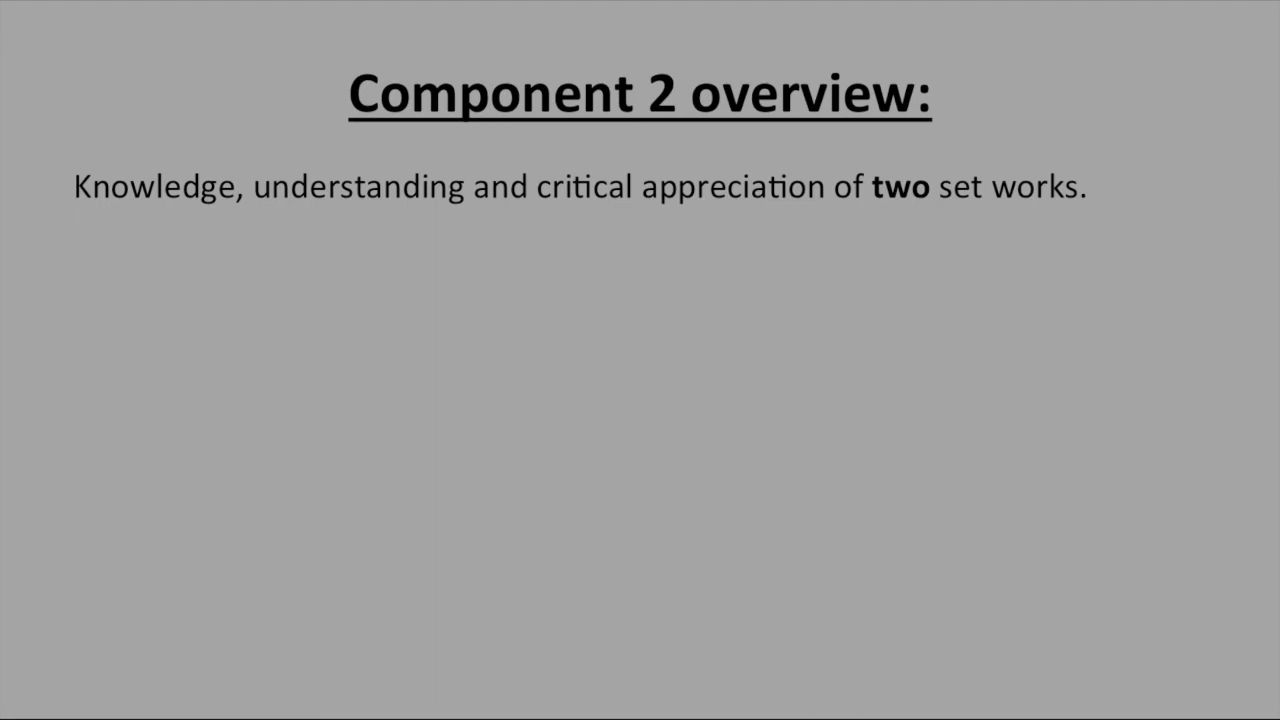 Component 2 overview:
Knowledge, understanding and critical appreciation of two set works.